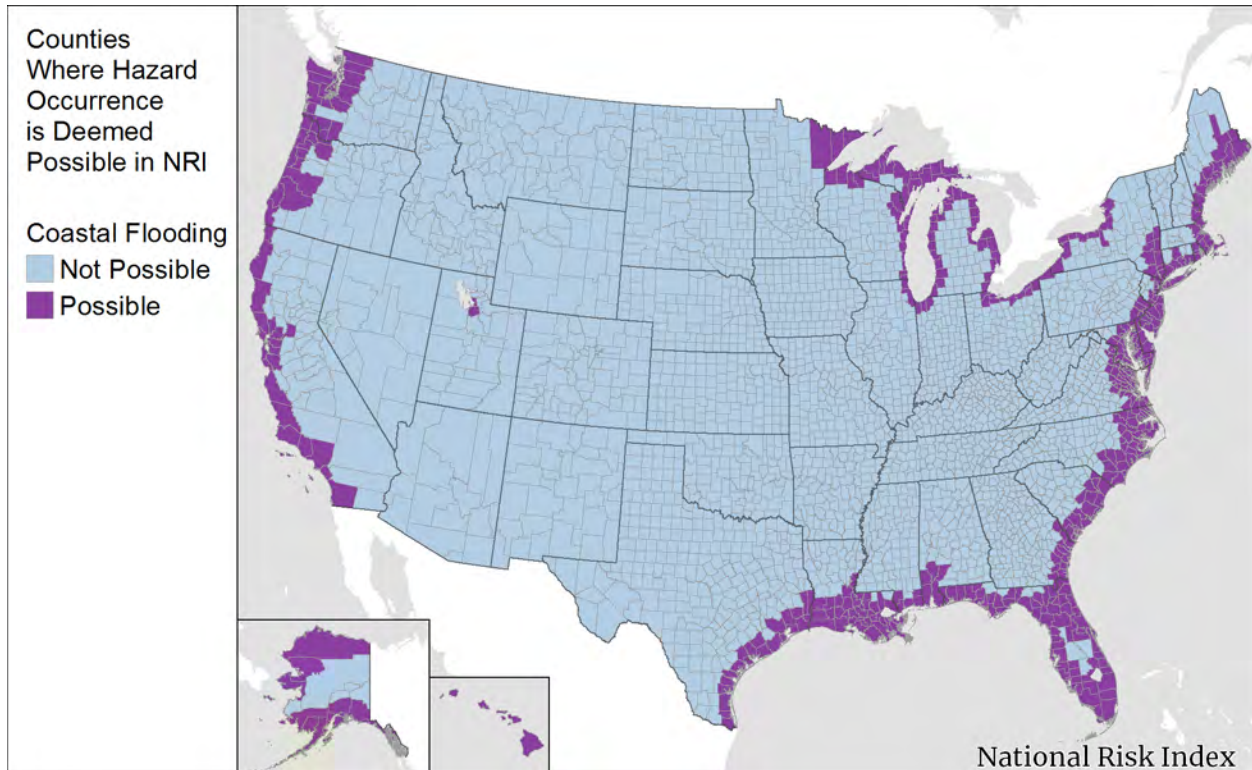 Counties
Where Hazard
Occurrence
is Deemed
Possible in NRI
Coastal Flooding
Not Possible
Possible
National Risk Index